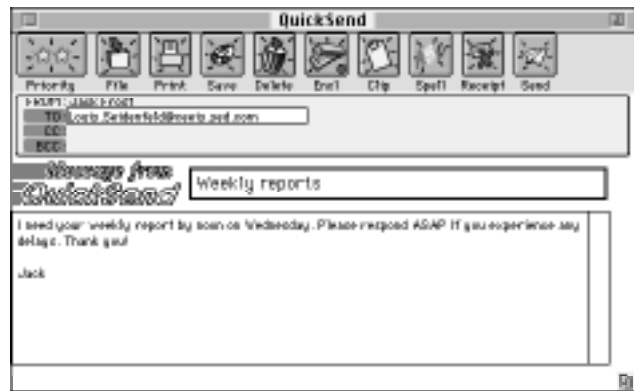 QuickSend
Priority File Print Save Delete Encl Clip Spell Receipt Send
FROM: Jack Frost
TO:
CC:
BCC:
Message from
QuickSend
Weekly reports
I need your weekly report by noon on Wednesday. Please respond ASAP if you experience any
delays. Thank you!
Jack